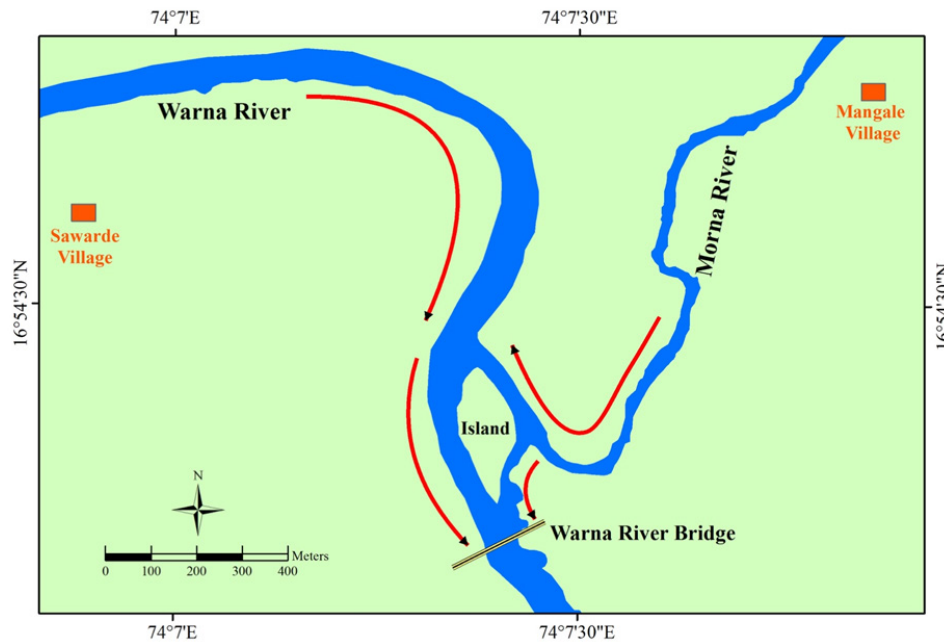 74°7'E
74°7'30"E
Warna River
Mangale
Village
Morna River
Sawarde
Village
16°54'30"N
16°54'30"N
Island
N
Warna River Bridge
Meters
0 100 200 300 400
74°7'E
74°7'30"E